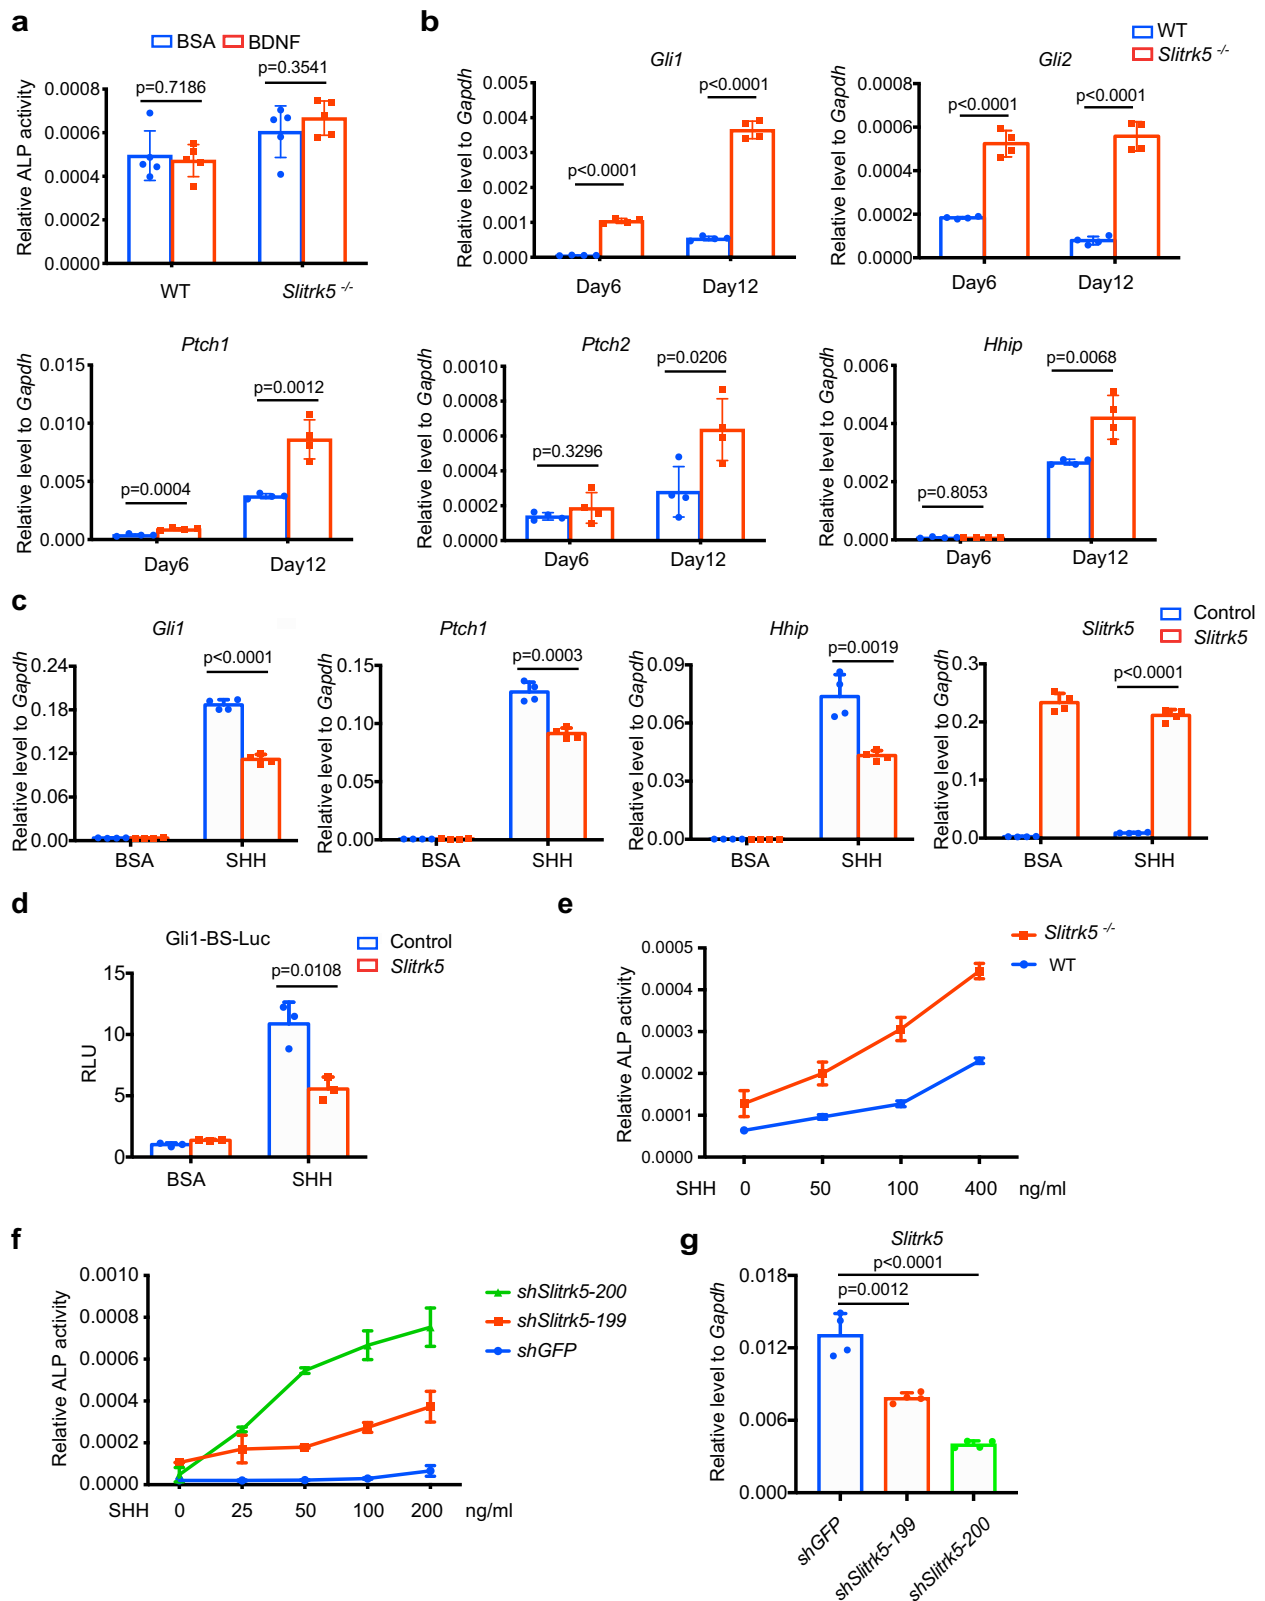 a
BSA BDNF
p=0.7186
p=0.3541
Relative ALP activity
0.0008
0.0006
0.0004
0.0002
0.0000
WT
Slitrk5 -/-
b
WT
Slitrk5 -/-
Gli1
Relative level to Gapdh
0.005
0.004
0.003
0.002
0.001
0.000
p<0.0001
p<0.0001
Day6
Day12
Gli2
Relative level to Gapdh
0.0008
0.0006
0.0004
0.0002
0.0000
p<0.0001
p<0.0001
Day6
Day12
Ptch1
Relative level to Gapdh
0.015
0.010
0.005
0.000
p=0.0004
p=0.0012
Day6
Day12
Ptch2
Relative level to Gapdh
0.0010
0.0008
0.0006
0.0004
0.0002
0.0000
p=0.3296
p=0.0206
Day6
Day12
Hhip
Relative level to Gapdh
0.006
0.004
0.002
0.000
p=0.8053
p=0.0068
Day6
Day12
c
Control
Slitrk5
Gli1
Relative level to Gapdh
0.24
0.18
0.12
0.06
0.00
p<0.0001
BSA
SHH
Ptch1
Relative level to Gapdh
0.15
0.10
0.05
0.00
p=0.0003
BSA
SHH
Hhip
Relative level to Gapdh
0.09
0.06
0.03
0.00
p=0.0019
BSA
SHH
Slitrk5
Relative level to Gapdh
0.3
0.2
0.1
0.0
p<0.0001
BSA
SHH
d
Gli1-BS-Luc
Control
Slitrk5
RLU
15
10
5
0
p=0.0108
BSA
SHH
e
Slitrk5 -/-
WT
Relative ALP activity
0.0005
0.0004
0.0003
0.0002
0.0001
0.0000
SHH 0 50 100 400 ng/ml
f
Relative ALP activity
0.0010
0.0008
0.0006
0.0004
0.0002
0.0000
shSlitrk5-200
shSlitrk5-199
shGFP
SHH 0 25 50 100 200 ng/ml
g
Slitrk5
p<0.0001
p=0.0012
Relative level to Gapdh
0.018
0.012
0.006
0.000
shGFP
shSlitrk5-199
shSlitrk5-200